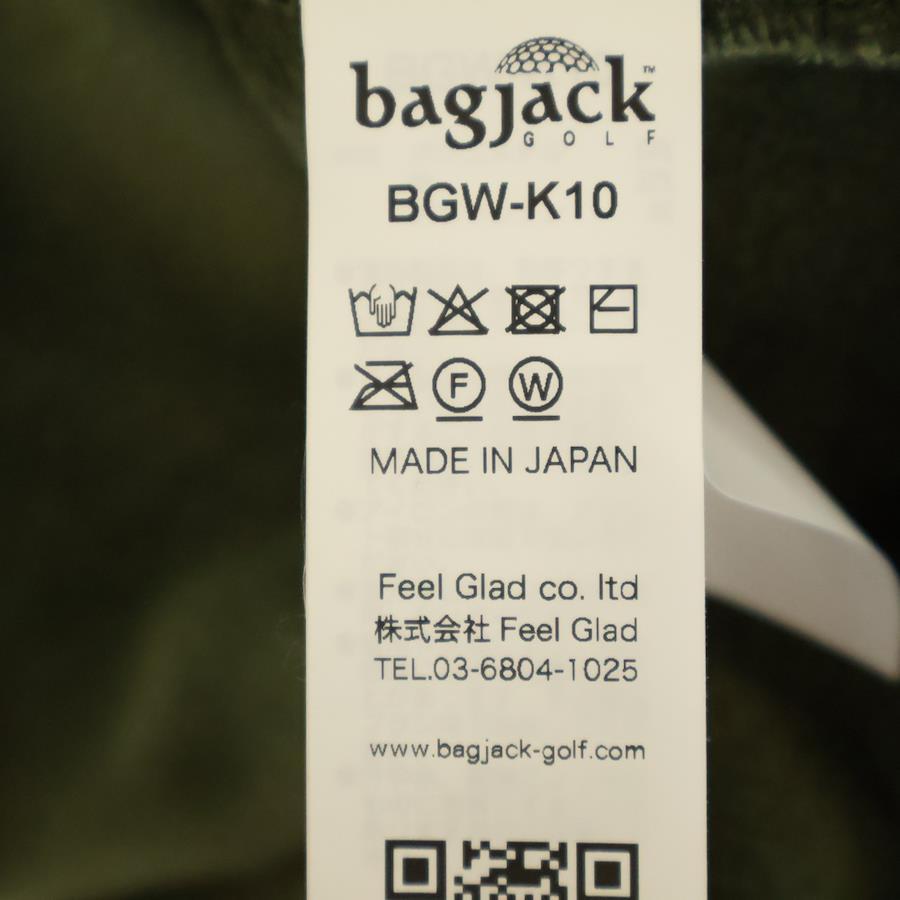 bagjack™
GOLF
BGW-K10
F W
MADE IN JAPAN
Feel Glad co. ltd
株式会社 Feel Glad
TEL.03-6804-1025
www.bagjack-golf.com